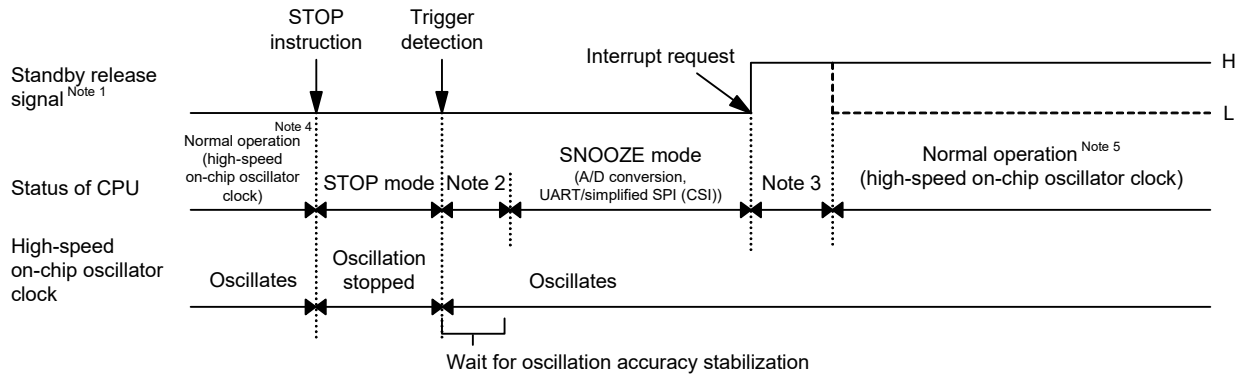 STOP
instruction
Trigger
detection
Interrupt request
Standby release
signal Note 1
H
L
Note 4
Normal operation
(high-speed
on-chip oscillator
clock)
Status of CPU
STOP mode
Note 2
SNOOZE mode
(A/D conversion,
UART/simplified SPI (CSI))
Note 3
Normal operation Note 5
(high-speed on-chip oscillator clock)
High-speed
on-chip oscillator
clock
Oscillates
Oscillation
stopped
Oscillates
Wait for oscillation accuracy stabilization